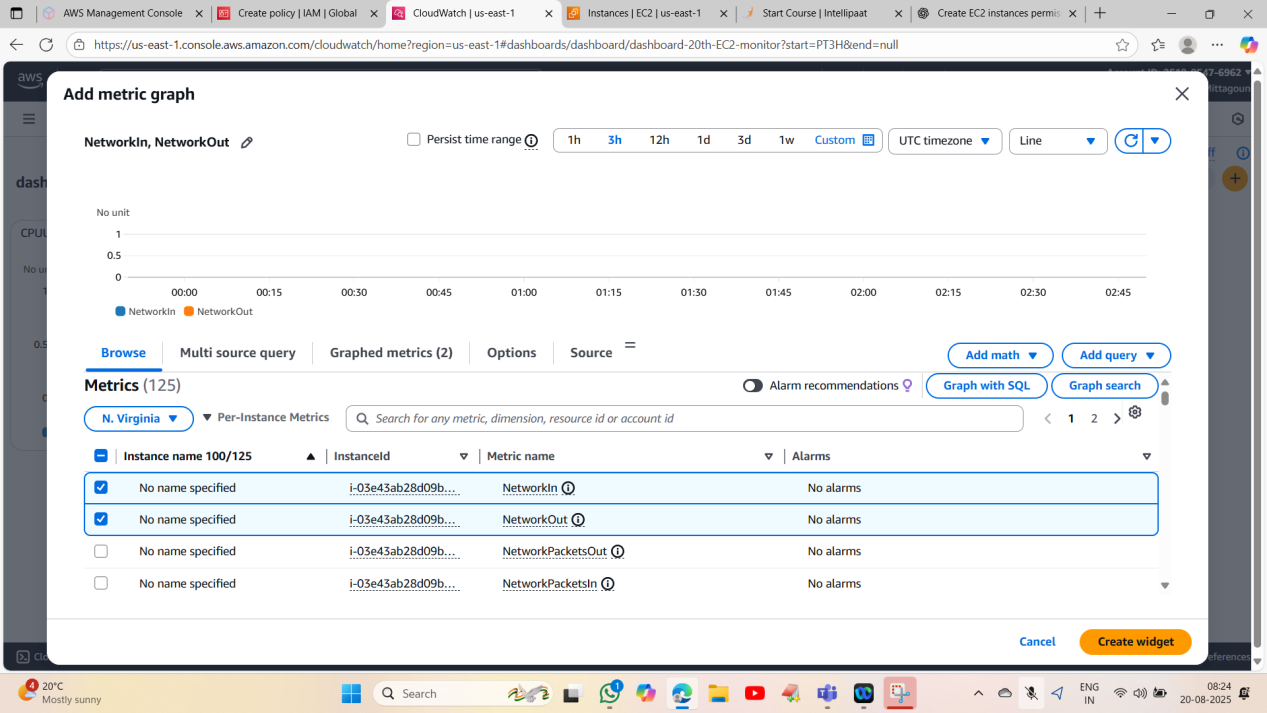 AWS Management Console
Create policy | IAM | Global
CloudWatch | us-east-1
Instances | EC2 | us-east-1
Start Course | Intellipaat
Create EC2 instances permis
https://us-east-1.console.aws.amazon.com/cloudwatch/home?region=us-east-1#dashboards/dashboard/dashboard-20th-EC2-monitor?start=PT3H&end=null
aws
Add metric graph
NetworkIn, NetworkOut
Persist time range
1h 3h 12h 1d 3d 1w Custom
UTC timezone
Line
dash
CPUU
No unit
1
0.5
0
00:00 00:15 00:30 00:45 01:00 01:15 01:30 01:45 02:00 02:15 02:30 02:45
NetworkIn NetworkOut
Browse Multi source query Graphed metrics (2) Options Source
Add math Add query
Metrics (125)
Alarm recommendations
Graph with SQL Graph search
N. Virginia Per-Instance Metrics
Search for any metric, dimension, resource id or account id
1 2
Instance name 100/125 InstanceId Metric name Alarms
No name specified i-03e43ab28d09b... NetworkIn No alarms
No name specified i-03e43ab28d09b... NetworkOut No alarms
No name specified i-03e43ab28d09b... NetworkPacketsOut No alarms
No name specified i-03e43ab28d09b... NetworkPacketsIn No alarms
Cancel Create widget
Clo
eferences
4
20°C
Mostly sunny
Search
1
ENG
IN
08:24
20-08-2025